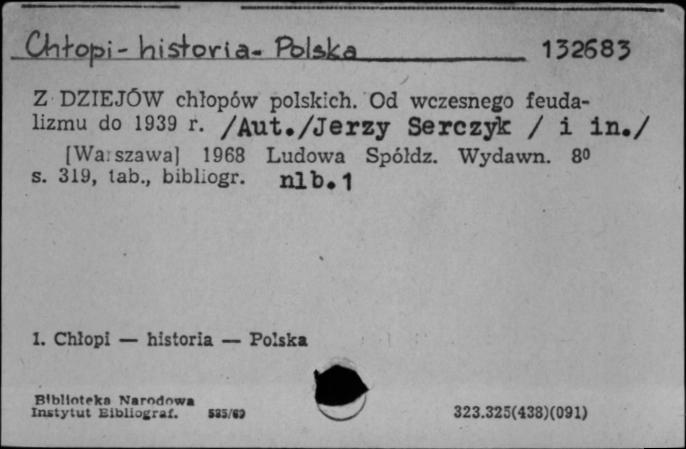 Chłopi - historia - Polska 132683
Z DZIEJÓW chłopów polskich. Od wczesnego feuda-
lizmu do 1939 r. /Aut./Jerzy Serczyk / i in./
[Warszawa] 1968 Ludowa Spółdz. Wydawn. 8⁰
s. 319, tab., bibliogr. nlb.1
1. Chłopi — historia — Polska
Biblioteka Narodowa
Instytut Bibliograf. 585/69
323.325(438)(091)